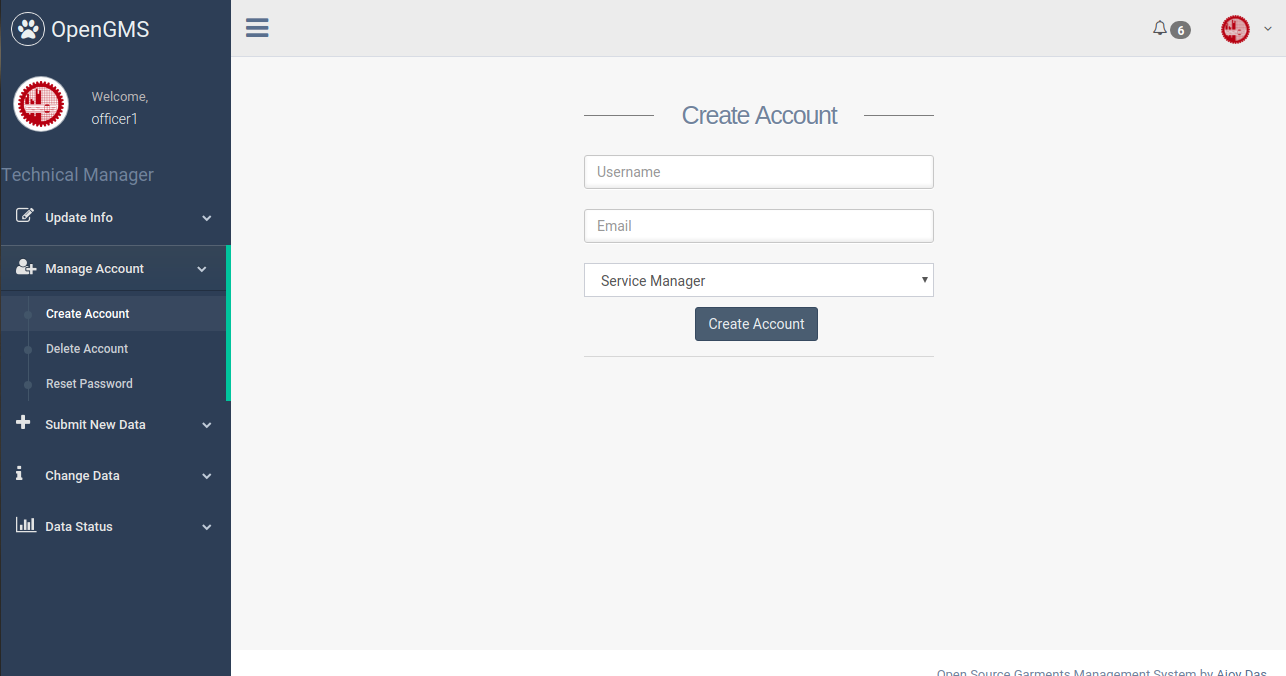 OpenGMS
6
Welcome,
officer1
Technical Manager
Update Info
Manage Account
Create Account
Delete Account
Reset Password
Submit New Data
Change Data
Data Status
Create Account
Username
Email
Service Manager
Create Account
Open Source Garments Management System by Ajoy Das